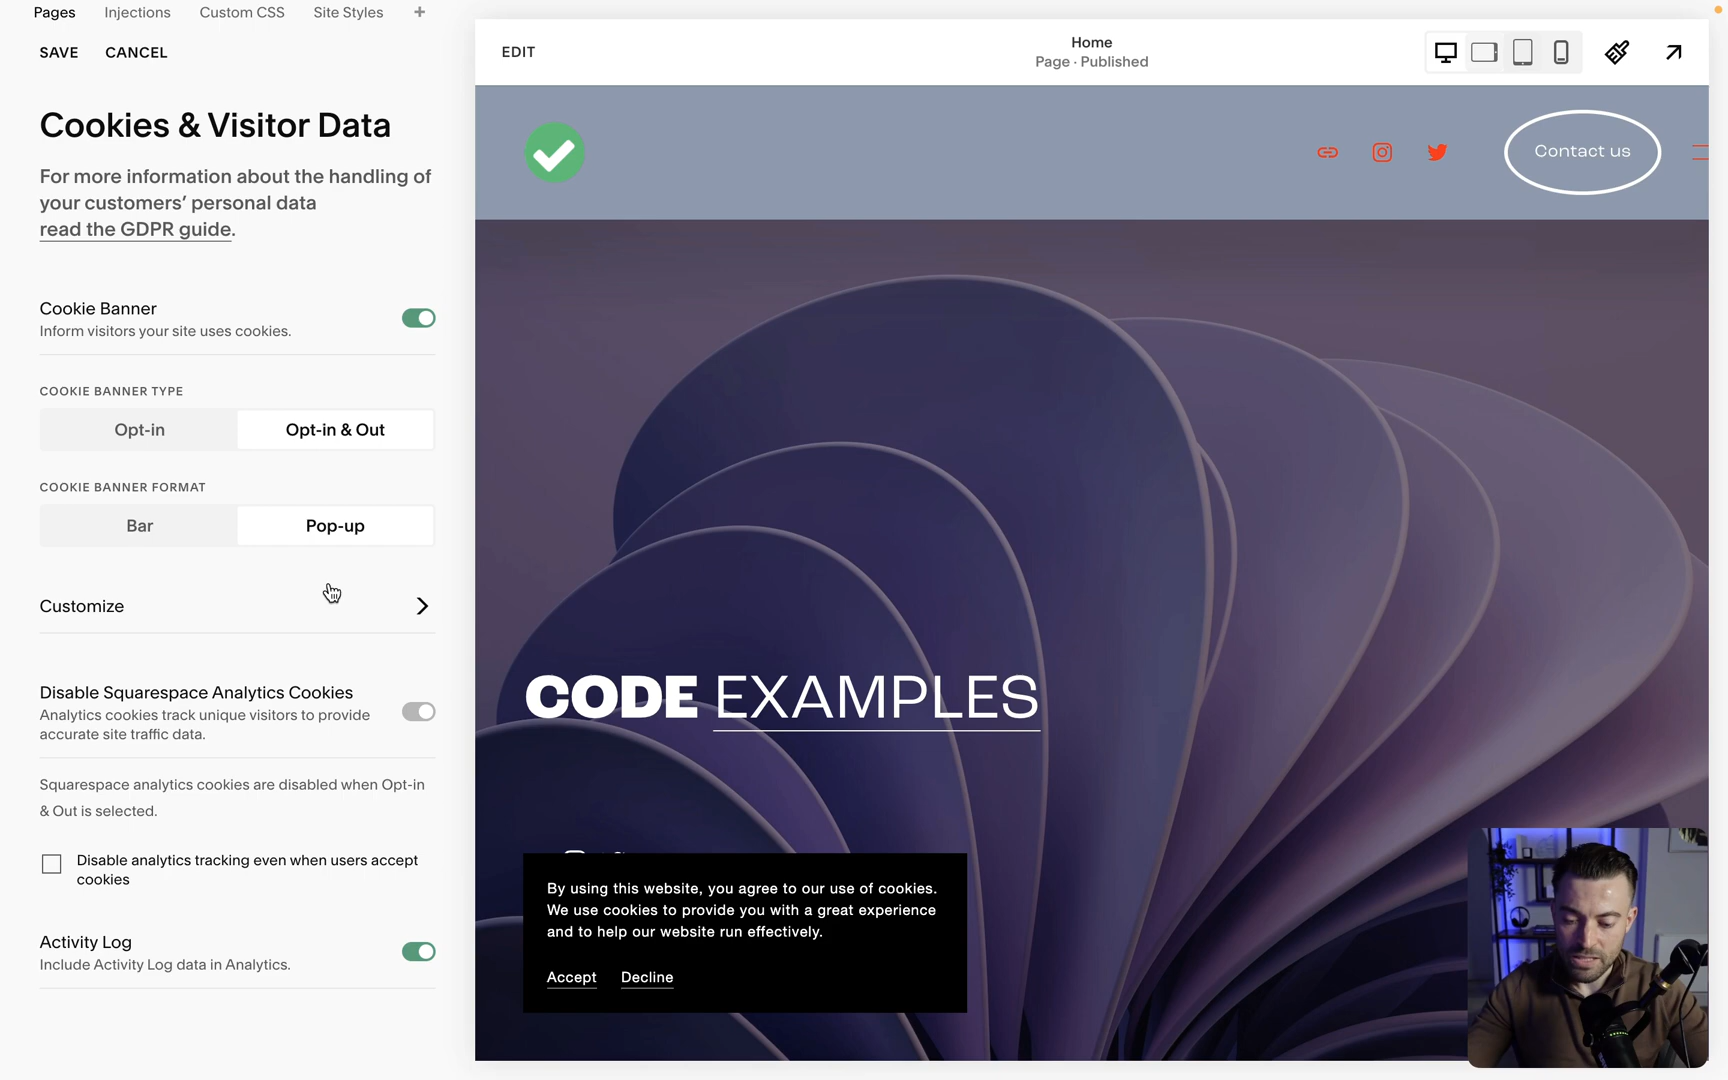 Pages Injections Custom CSS Site Styles +
SAVE CANCEL
Cookies & Visitor Data
For more information about the handling of
your customers’ personal data
read the GDPR guide.
Cookie Banner
Inform visitors your site uses cookies.
COOKIE BANNER TYPE
Opt-in Opt-in & Out
COOKIE BANNER FORMAT
Bar Pop-up
Customize
Disable Squarespace Analytics Cookies
Analytics cookies track unique visitors to provide
accurate site traffic data.
Squarespace analytics cookies are disabled when Opt-in
& Out is selected.
Disable analytics tracking even when users accept
cookies
Activity Log
Include Activity Log data in Analytics.
EDIT
Home
Page · Published
Contact us
CODE EXAMPLES
By using this website, you agree to our use of cookies.
We use cookies to provide you with a great experience
and to help our website run effectively.
Accept Decline